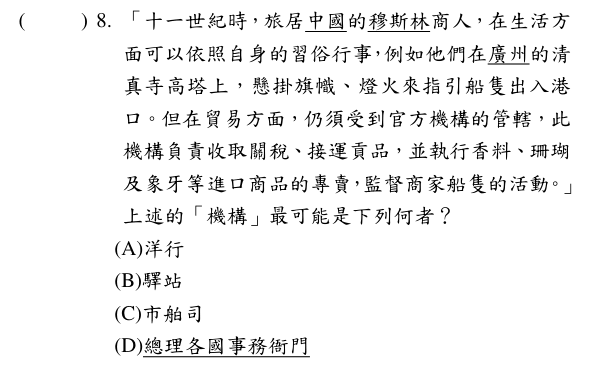 (　　) 8. 「十一世紀時，旅居中國的穆斯林商人，在生活方
面可以依照自身的習俗行事，例如他們在廣州的清
真寺高塔上，懸掛旗幟、燈火來指引船隻出入港
口。但在貿易方面，仍須受到官方機構的管轄，此
機構負責收取關稅、接運貢品，並執行香料、珊瑚
及象牙等進口商品的專賣，監督商家船隻的活動。」
上述的「機構」最可能是下列何者？
(A)洋行
(B)驛站
(C)市舶司
(D)總理各國事務衙門